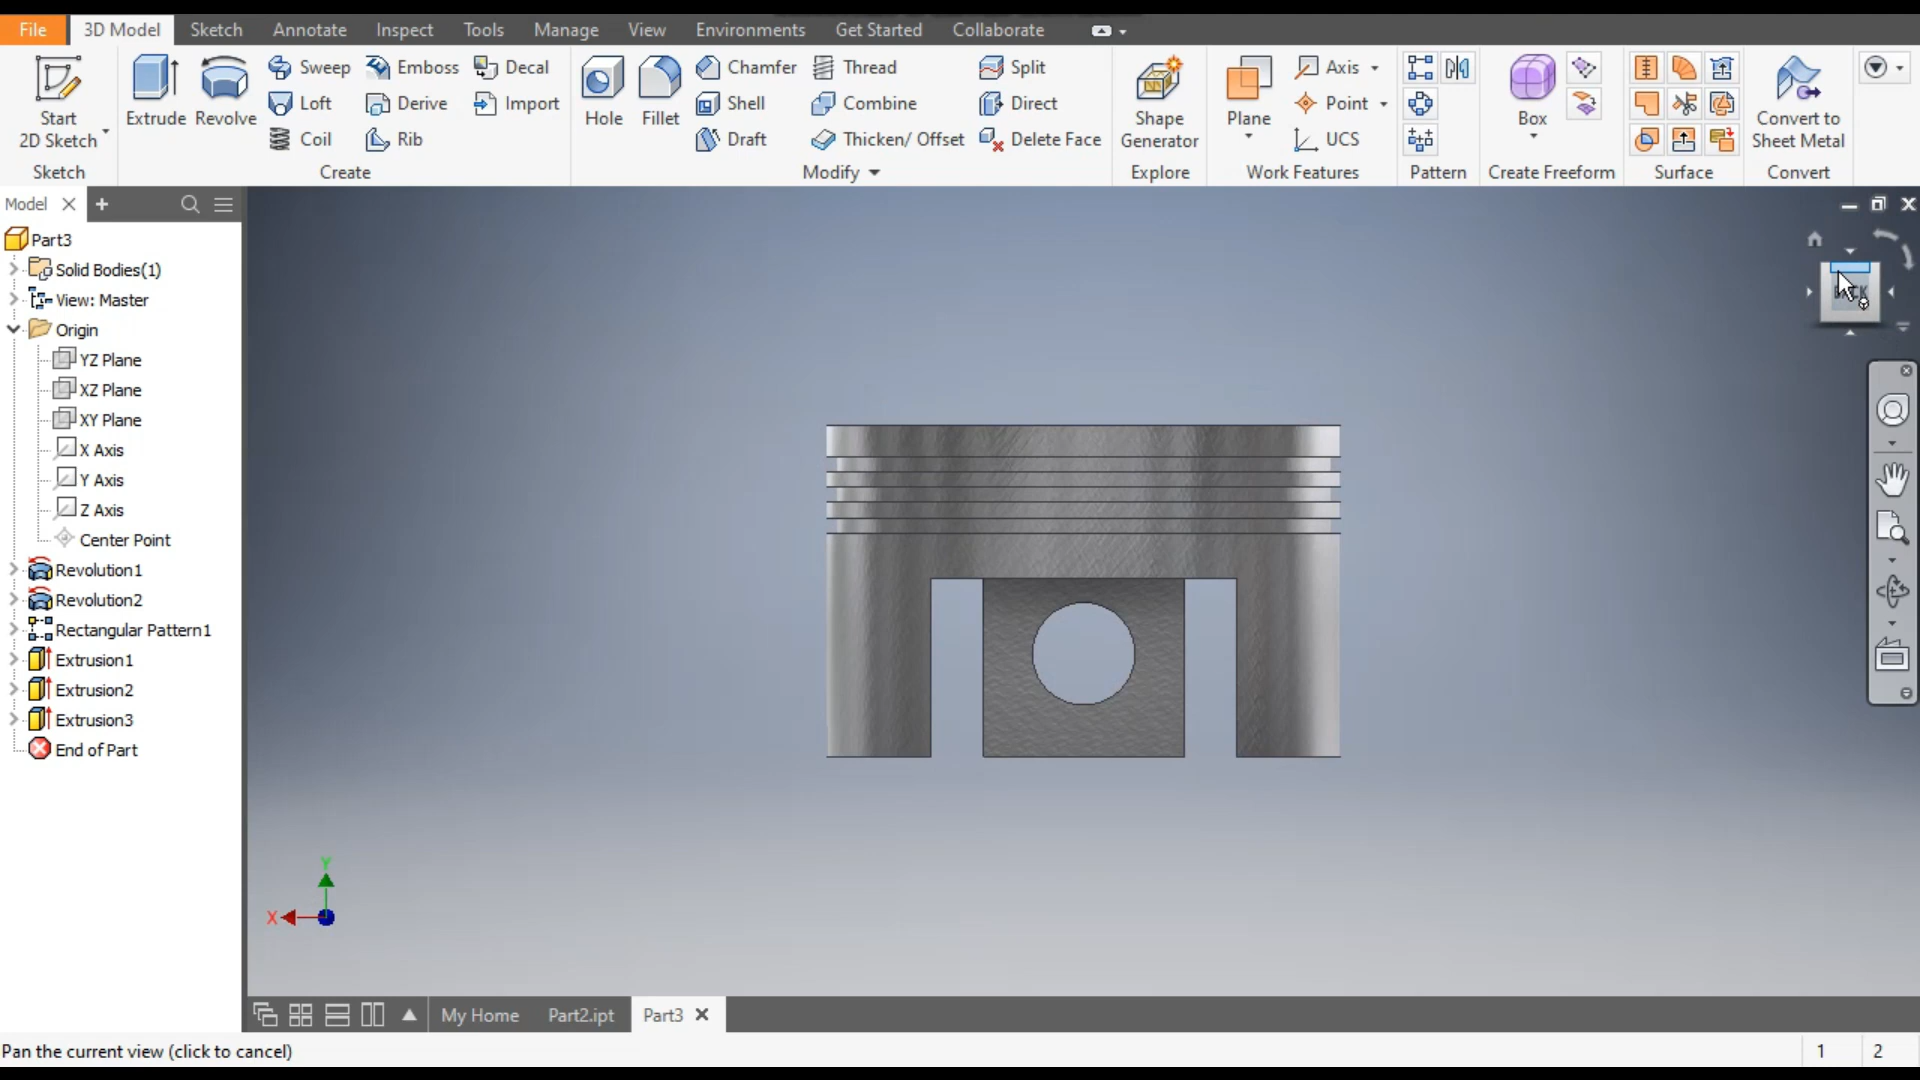 File 3D Model Sketch Annotate Inspect Tools Manage View Environments Get Started Collaborate
Start 2D Sketch
Sketch
Extrude Revolve
Sweep Emboss Decal
Loft Derive Import
Coil Rib
Create
Hole Fillet
Chamfer Thread Split
Shell Combine Direct
Draft Thicken/ Offset Delete Face
Modify
Shape Generator
Explore
Plane
Axis
Point
UCS
Work Features
Pattern
Box
Create Freeform
Surface
Convert to Sheet Metal
Convert
Model
Part3
Solid Bodies(1)
View: Master
Origin
YZ Plane
XZ Plane
XY Plane
X Axis
Y Axis
Z Axis
Center Point
Revolution1
Revolution2
Rectangular Pattern1
Extrusion1
Extrusion2
Extrusion3
End of Part
BACK
Y
X
My Home Part2.ipt Part3
Pan the current view (click to cancel) 1 2